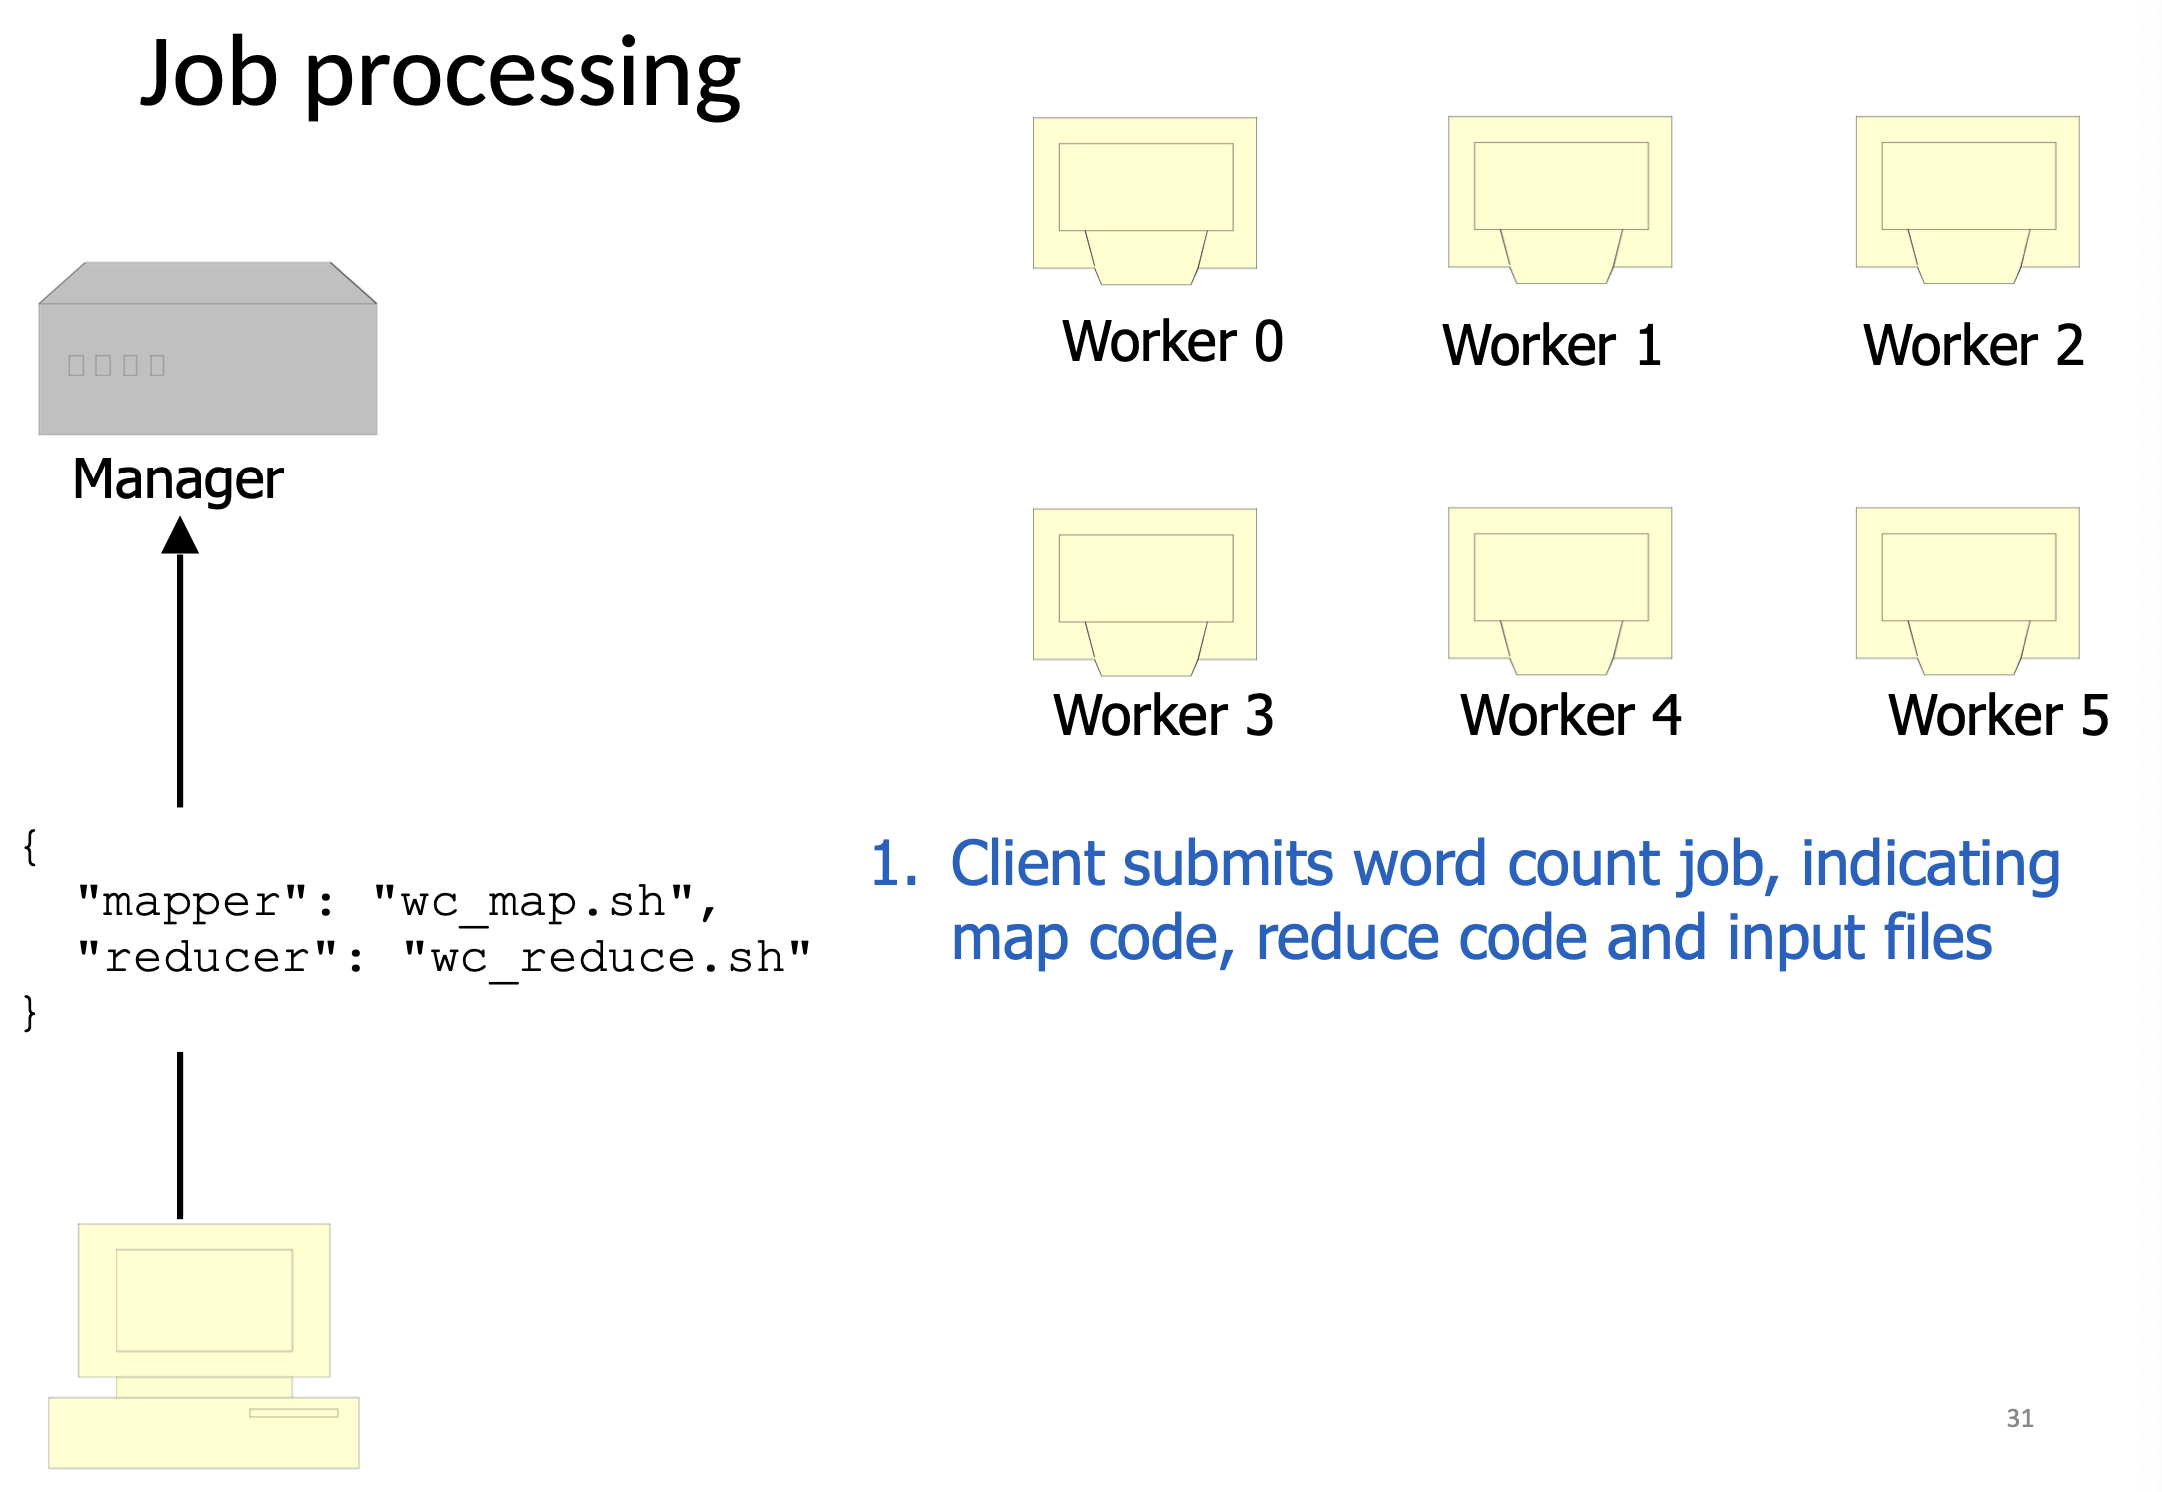 Job processing
Worker 0
Worker 1
Worker 2
Manager
Worker 3
Worker 4
Worker 5
{
"mapper": "wc_map.sh",
"reducer": "wc_reduce.sh"
}
1. Client submits word count job, indicating
map code, reduce code and input files
31